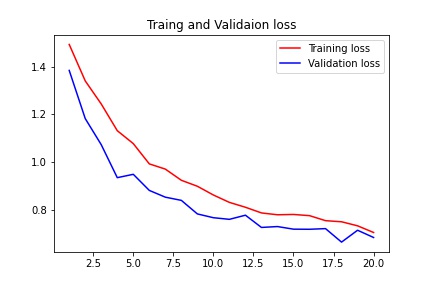 Traing and Validaion loss
Training loss
Validation loss
1.4
1.2
1.0
0.8
2.5 5.0 7.5 10.0 12.5 15.0 17.5 20.0